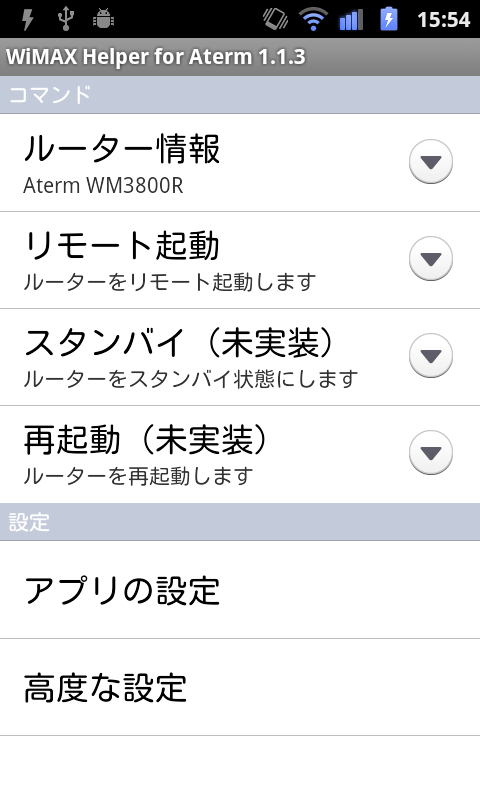 15:54
WiMAX Helper for Aterm 1.1.3
コマンド
ルーター情報
Aterm WM3800R
リモート起動
ルーターをリモート起動します
スタンバイ（未実装）
ルーターをスタンバイ状態にします
再起動（未実装）
ルーターを再起動します
設定
アプリの設定
高度な設定